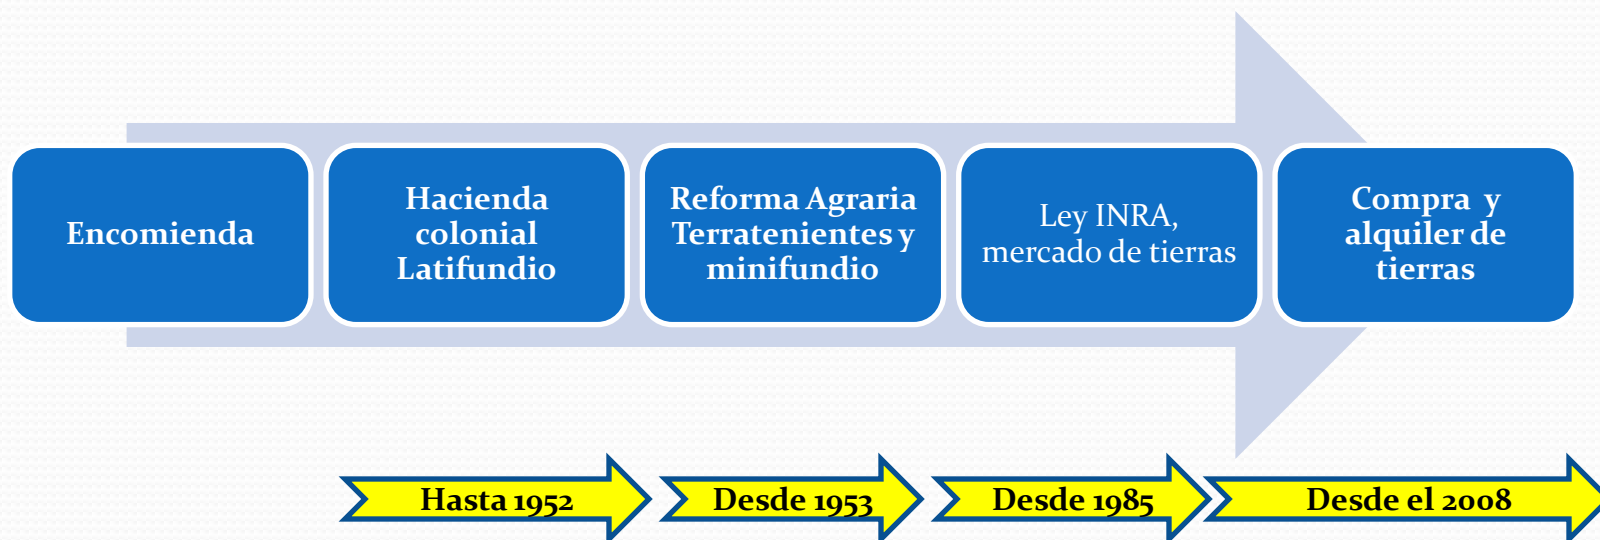 Encomienda
Hacienda
colonial
Latifundio
Reforma Agraria
Terratenientes y
minifundio
Ley INRA,
mercado de tierras
Compra y
alquiler de
tierras
Hasta 1952
Desde 1953
Desde 1985
Desde el 2008